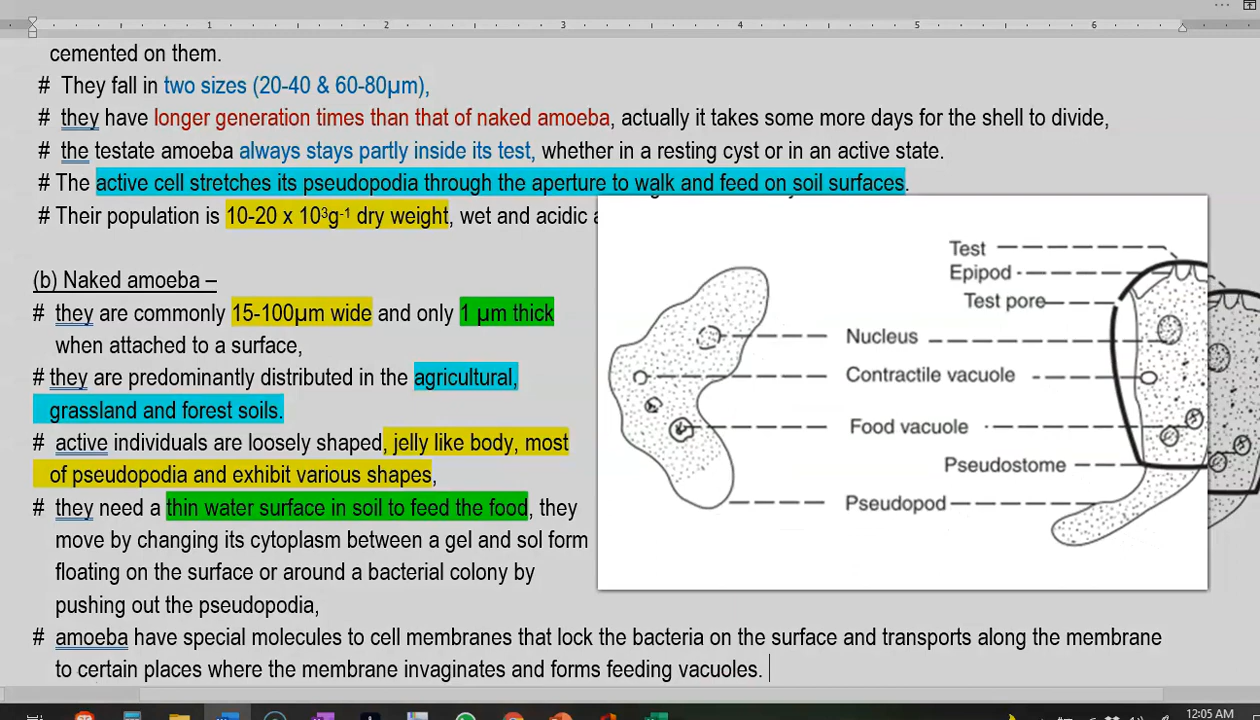 1 2 3 4 5 6
cemented on them.
# They fall in two sizes (20-40 & 60-80µm),
# they have longer generation times than that of naked amoeba, actually it takes some more days for the shell to divide,
# the testate amoeba always stays partly inside its test, whether in a resting cyst or in an active state.
# The active cell stretches its pseudopodia through the aperture to walk and feed on soil surfaces.
# Their population is 10-20 x 10³g⁻¹ dry weight, wet and acidic a
(b) Naked amoeba –
# they are commonly 15-100µm wide and only 1 µm thick
when attached to a surface,
# they are predominantly distributed in the agricultural,
grassland and forest soils.
# active individuals are loosely shaped, jelly like body, most
of pseudopodia and exhibit various shapes,
# they need a thin water surface in soil to feed the food, they
move by changing its cytoplasm between a gel and sol form
floating on the surface or around a bacterial colony by
pushing out the pseudopodia,
# amoeba have special molecules to cell membranes that lock the bacteria on the surface and transports along the membrane
to certain places where the membrane invaginates and forms feeding vacuoles.
Test
Epipod
Test pore
Nucleus
Contractile vacuole
Food vacuole
Pseudostome
Pseudopod
12:05 AM